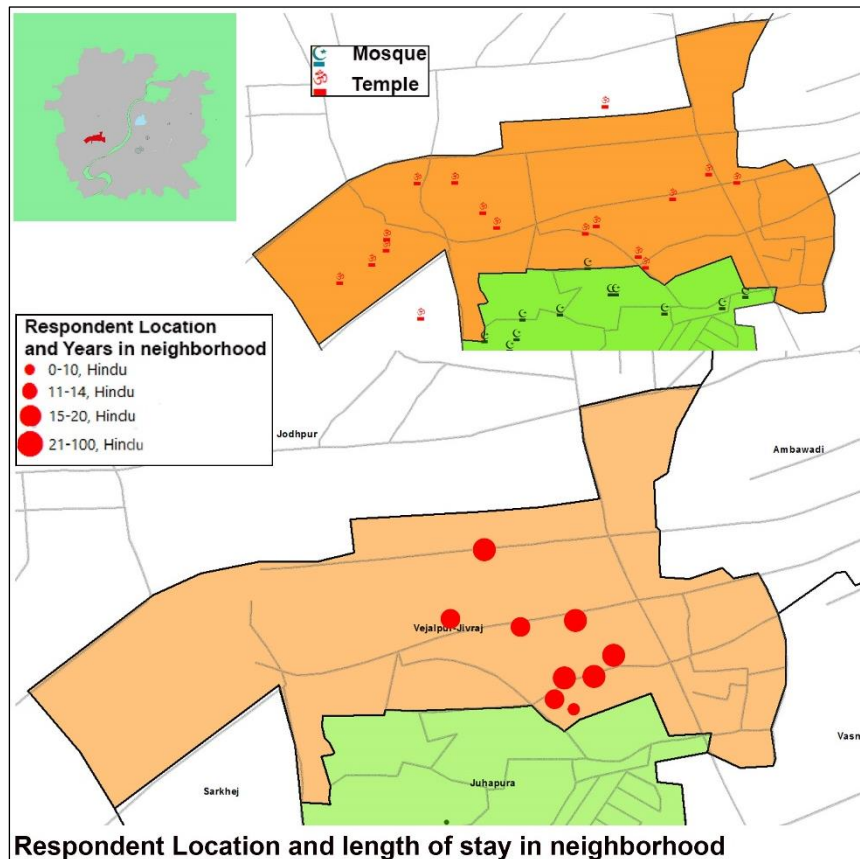 Mosque
Temple
Respondent Location
and Years in neighborhood
0-10, Hindu
11-14, Hindu
15-20, Hindu
21-100, Hindu
Jodhpur
Ambawadi
Vejalpur-Jivraj
Vasn
Sarkhej
Juhapura
Respondent Location and length of stay in neighborhood